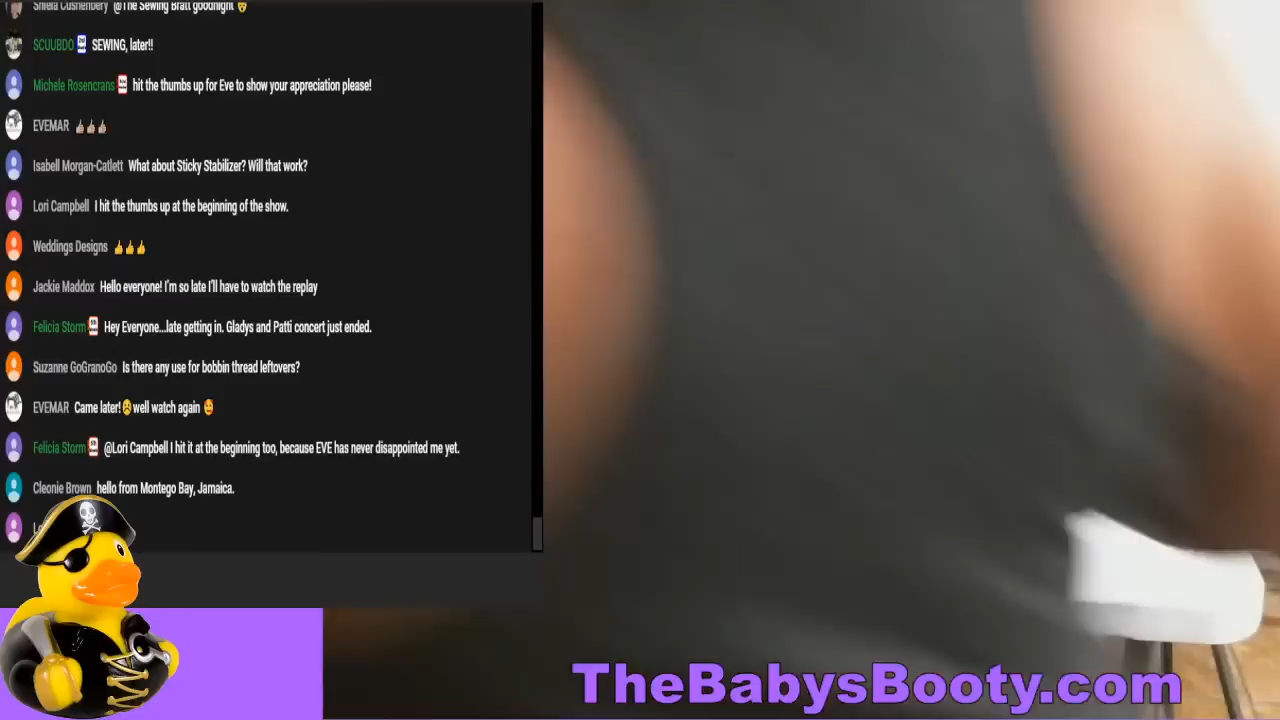 Shiela Cushenbery @The Sewing Bratt goodnight 😴
SCUUBDO SEWING, later!!
Michele Rosencrans hit the thumbs up for Eve to show your appreciation please!
EVEMAR 👍🏼👍🏼👍🏼
Isabell Morgan-Catlett What about Sticky Stabilizer? Will that work?
Lori Campbell I hit the thumbs up at the beginning of the show.
Weddings Designs 👍👍👍
Jackie Maddox Hello everyone! I'm so late I'll have to watch the replay
Felicia Storm Hey Everyone...late getting in. Gladys and Patti concert just ended.
Suzanne GoGranoGo Is there any use for bobbin thread leftovers?
EVEMAR Came later!😥well watch again 🥰
Felicia Storm @Lori Campbell I hit it at the beginning too, because EVE has never disappointed me yet.
Cleonie Brown hello from Montego Bay, Jamaica.
TheBabysBooty.com